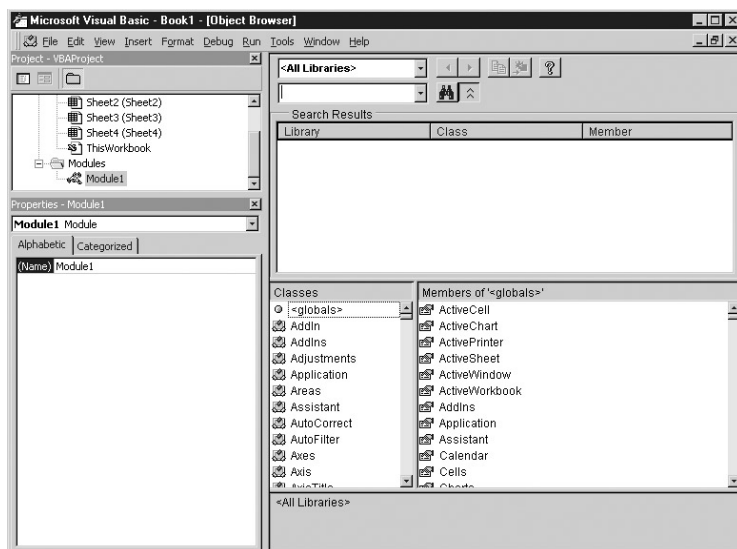 Microsoft Visual Basic - Book1 - [Object Browser]
File Edit View Insert Format Debug Run Tools Window Help
Project - VBAProject
Sheet2 (Sheet2)
Sheet3 (Sheet3)
Sheet4 (Sheet4)
ThisWorkbook
Modules
Module1
Properties - Module1
Module1 Module
Alphabetic Categorized
(Name) Module1
<All Libraries>
Search Results
Library Class Member
Classes
<globals>
AddIn
AddIns
Adjustments
Application
Areas
Assistant
AutoCorrect
AutoFilter
Axes
Axis
AxisTitle
Members of '<globals>'
ActiveCell
ActiveChart
ActivePrinter
ActiveSheet
ActiveWindow
ActiveWorkbook
AddIns
Application
Assistant
Calendar
Cells
Charts
<All Libraries>